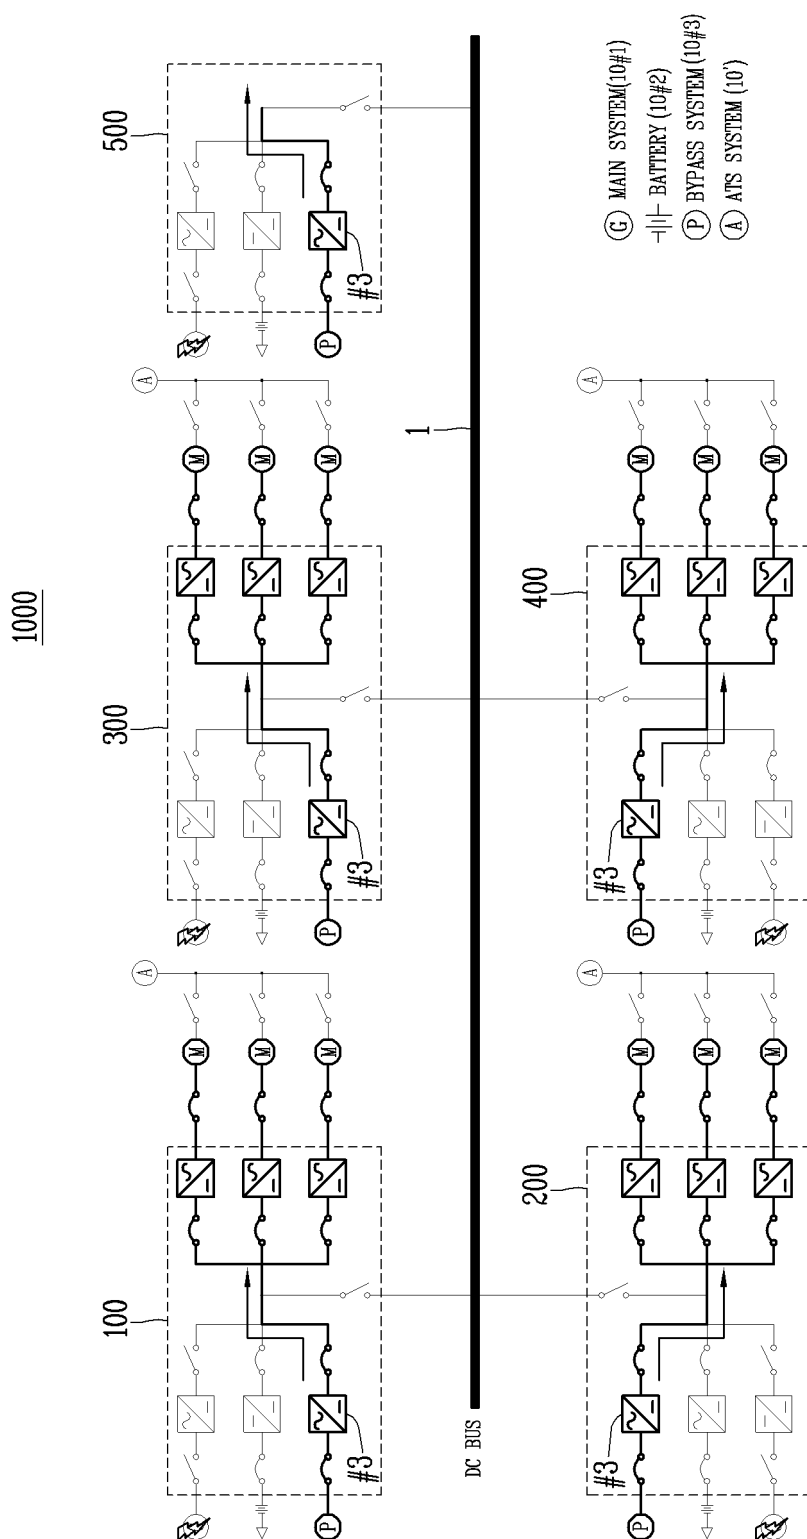 1000
100
300
500
A
A
M
M
M
M
P
M
P
M
P
#3
#3
#3
1
DC BUS
200
400
A
A
#3
#3
P
M
P
M
M
M
M
M
G MAIN SYSTEM(10#1)
BATTERY (10#2)
P BYPASS SYSTEM (10#3)
A ATS SYSTEM (10')